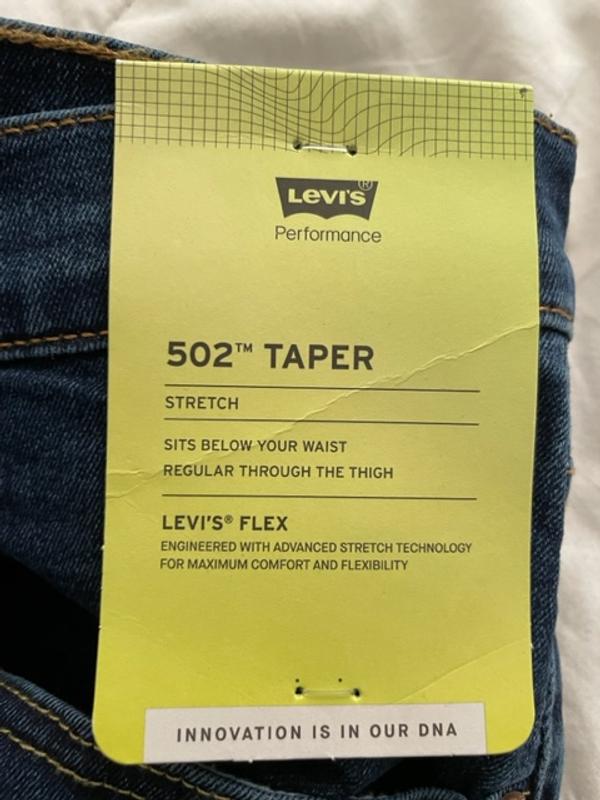 Levi's®
Performance
502™ TAPER
STRETCH
SITS BELOW YOUR WAIST
REGULAR THROUGH THE THIGH
LEVI'S® FLEX
ENGINEERED WITH ADVANCED STRETCH TECHNOLOGY
FOR MAXIMUM COMFORT AND FLEXIBILITY
INNOVATION IS IN OUR DNA